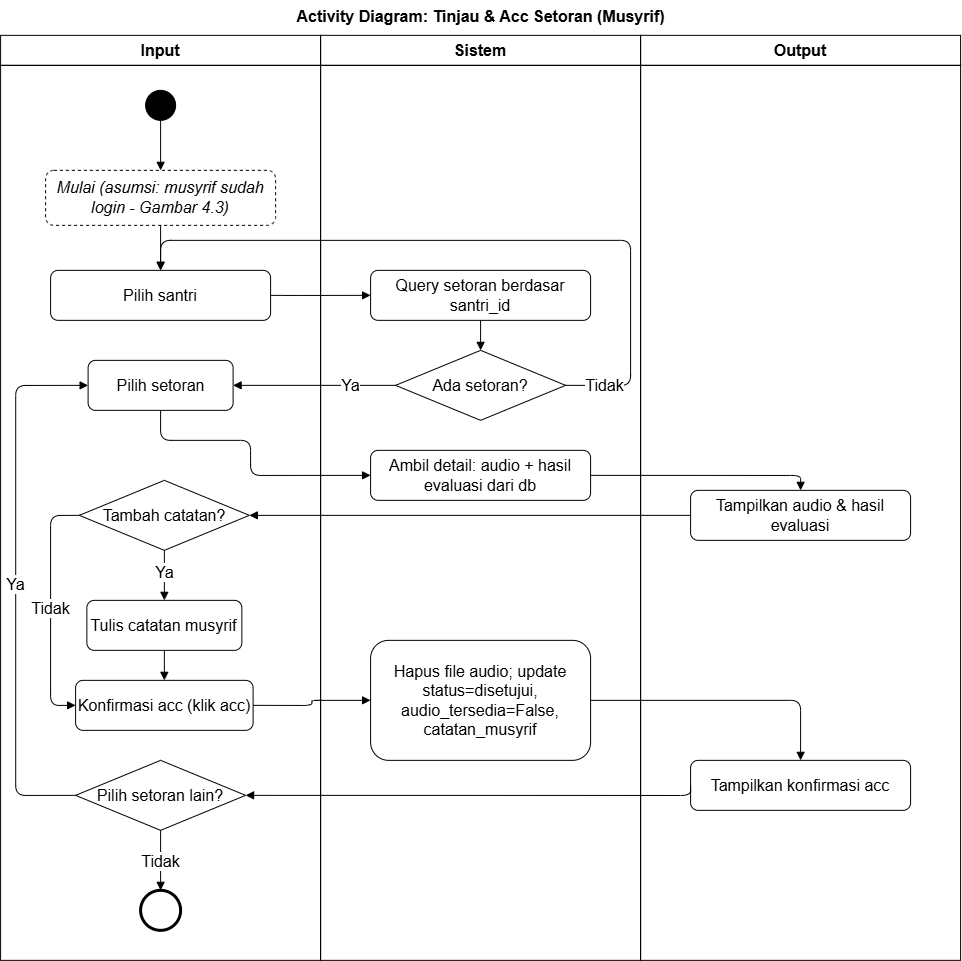 Activity Diagram: Tinjau & Acc Setoran (Musyrif)
Input
Sistem
Output
Mulai (asumsi: musyrif sudah
login - Gambar 4.3)
Pilih santri
Query setoran berdasar
santri_id
Pilih setoran
Ya
Ada setoran?
Tidak
Ambil detail: audio + hasil
evaluasi dari db
Tampilkan audio & hasil
evaluasi
Tambah catatan?
Ya
Ya
Tidak
Tulis catatan musyrif
Konfirmasi acc (klik acc)
Hapus file audio; update
status=disetujui,
audio_tersedia=False,
catatan_musyrif
Tampilkan konfirmasi acc
Pilih setoran lain?
Tidak